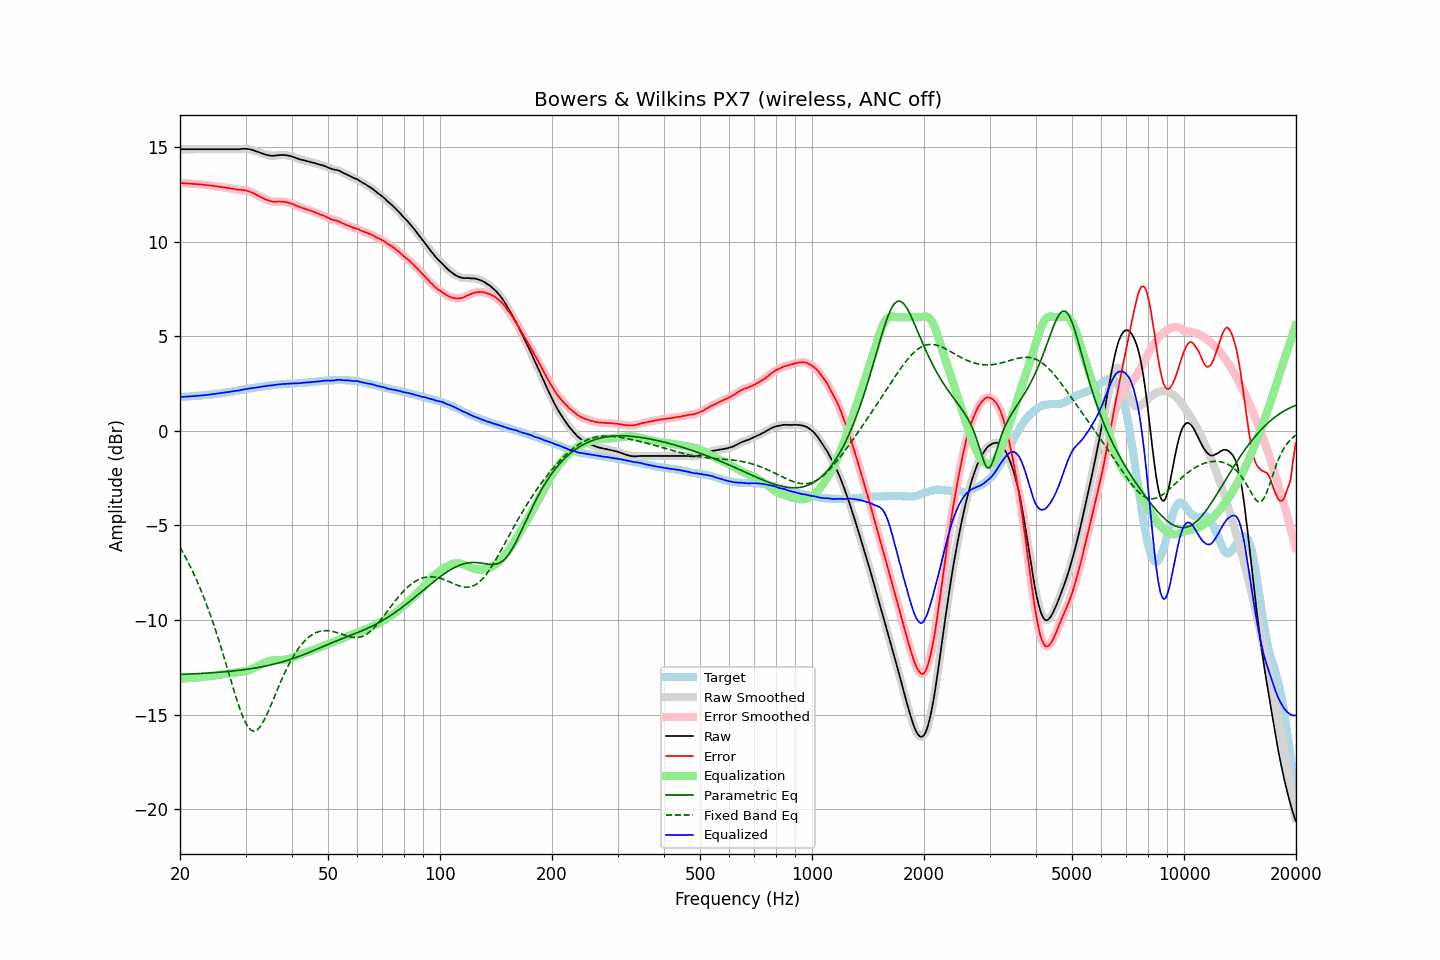 Bowers & Wilkins PX7 (wireless, ANC off)
15
10
5
0
−5
−10
−15
−20
Amplitude (dBr)
Target
Raw Smoothed
Error Smoothed
Raw
Error
Equalization
Parametric Eq
Fixed Band Eq
Equalized
20 50 100 200 500 1000 2000 5000 10000 20000
Frequency (Hz)